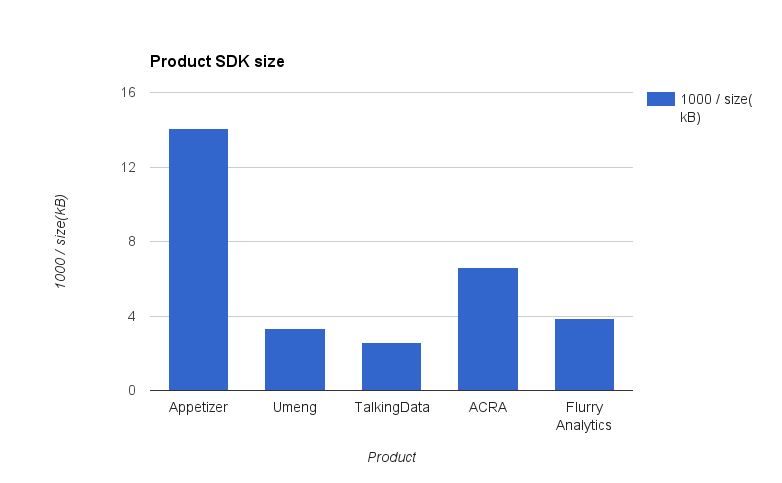 Product SDK size
16
12
8
4
0
1000 / size(kB)
1000 / size(
kB)
Appetizer
Umeng
TalkingData
ACRA
Flurry
Analytics
Product